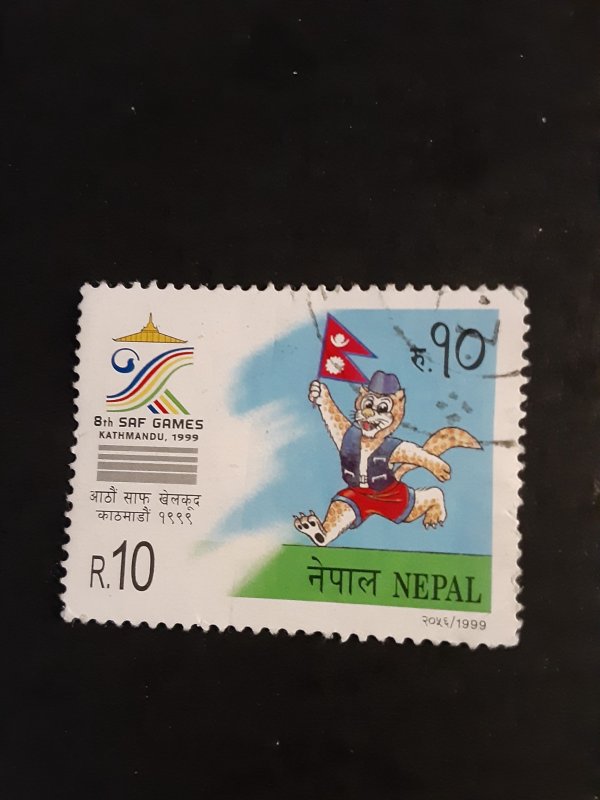 8th SAF GAMES
KATHMANDU, 1999
आठौं साफ खेलकूद
काठमाडौं १९९९
R.10
रु.१०
नेपाल NEPAL
२०५६/1999